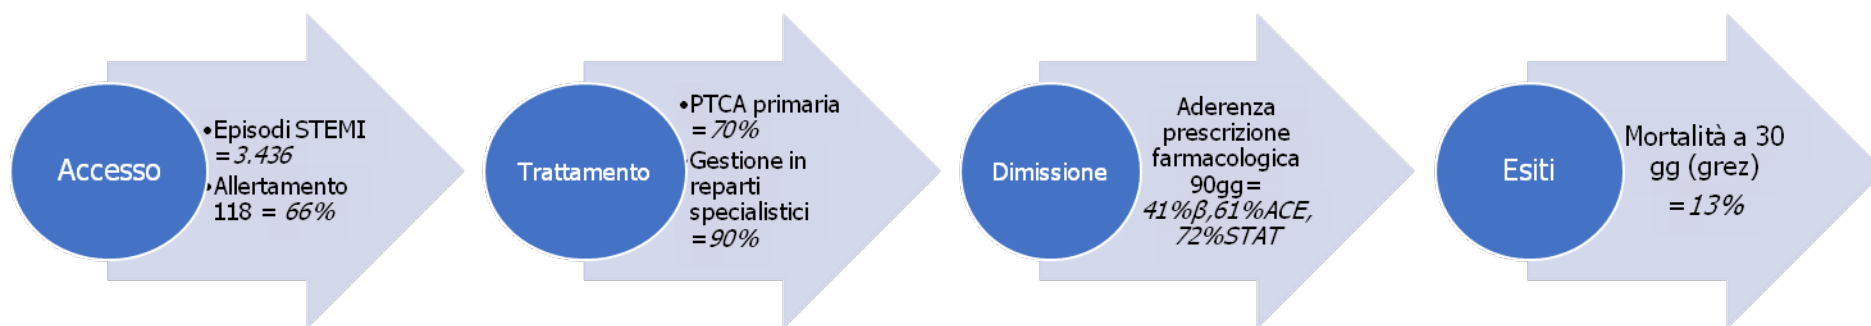 Accesso
•Episodi STEMI
=3.436
•Allertamento
118 = 66%
Trattamento
•PTCA primaria
=70%
•Gestione in
reparti
specialistici
=90%
Dimissione
Aderenza
prescrizione
farmacologica
90gg=
41%β,61%ACE,
72%STAT
Esiti
Mortalità a 30
gg (grez)
=13%